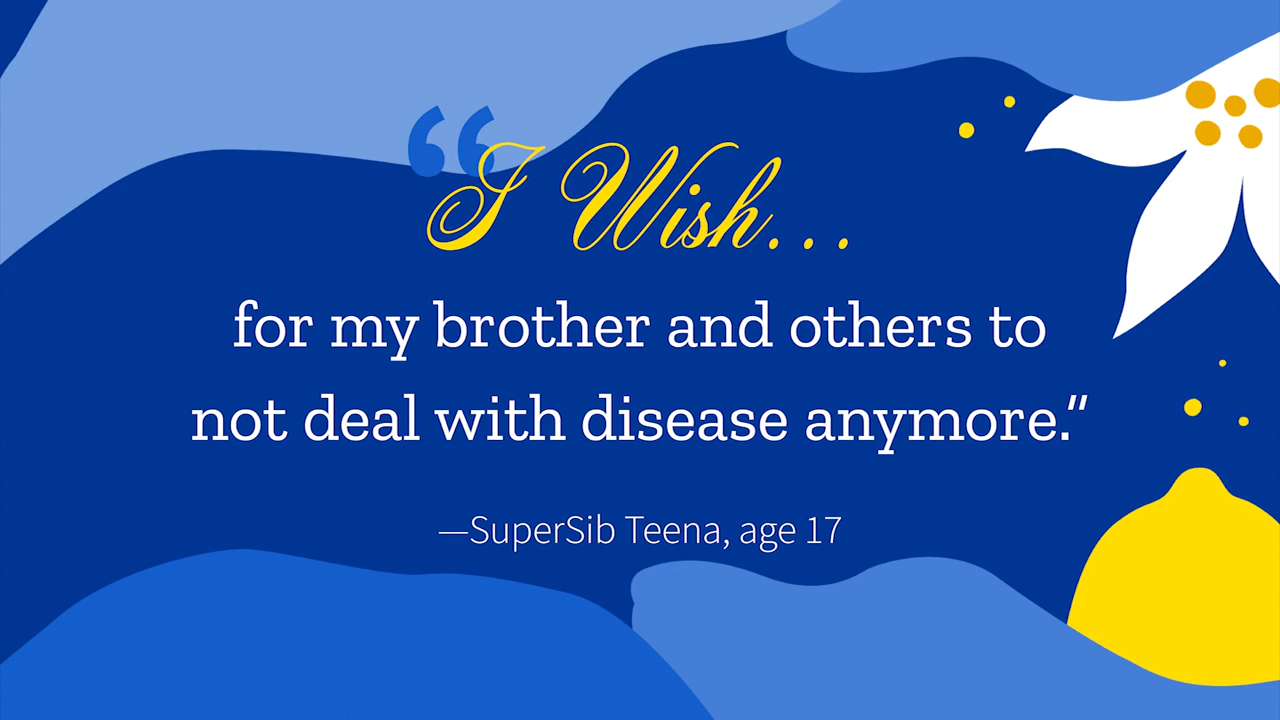 “I Wish...
for my brother and others to
not deal with disease anymore.”
—SuperSib Teena, age 17